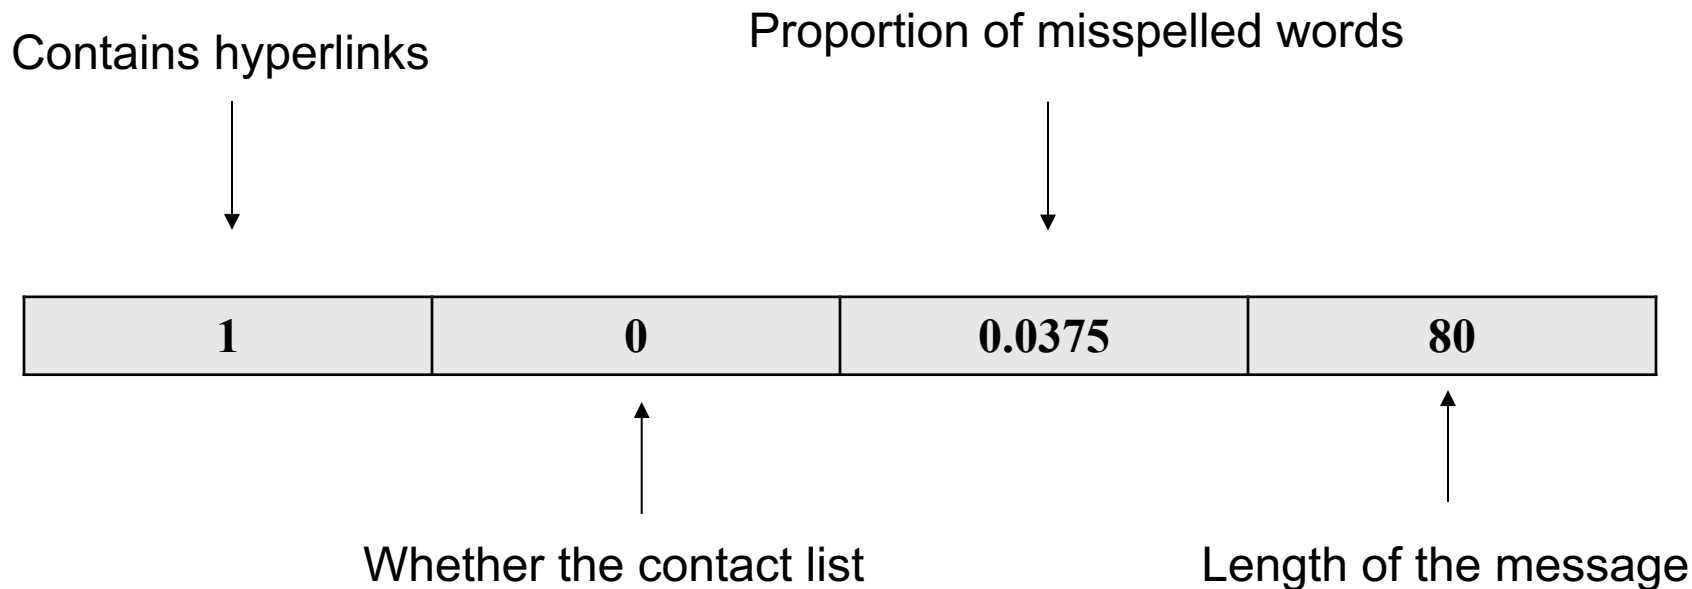 Contains hyperlinks
Proportion of misspelled words
1 0 0.0375 80
Whether the contact list
Length of the message